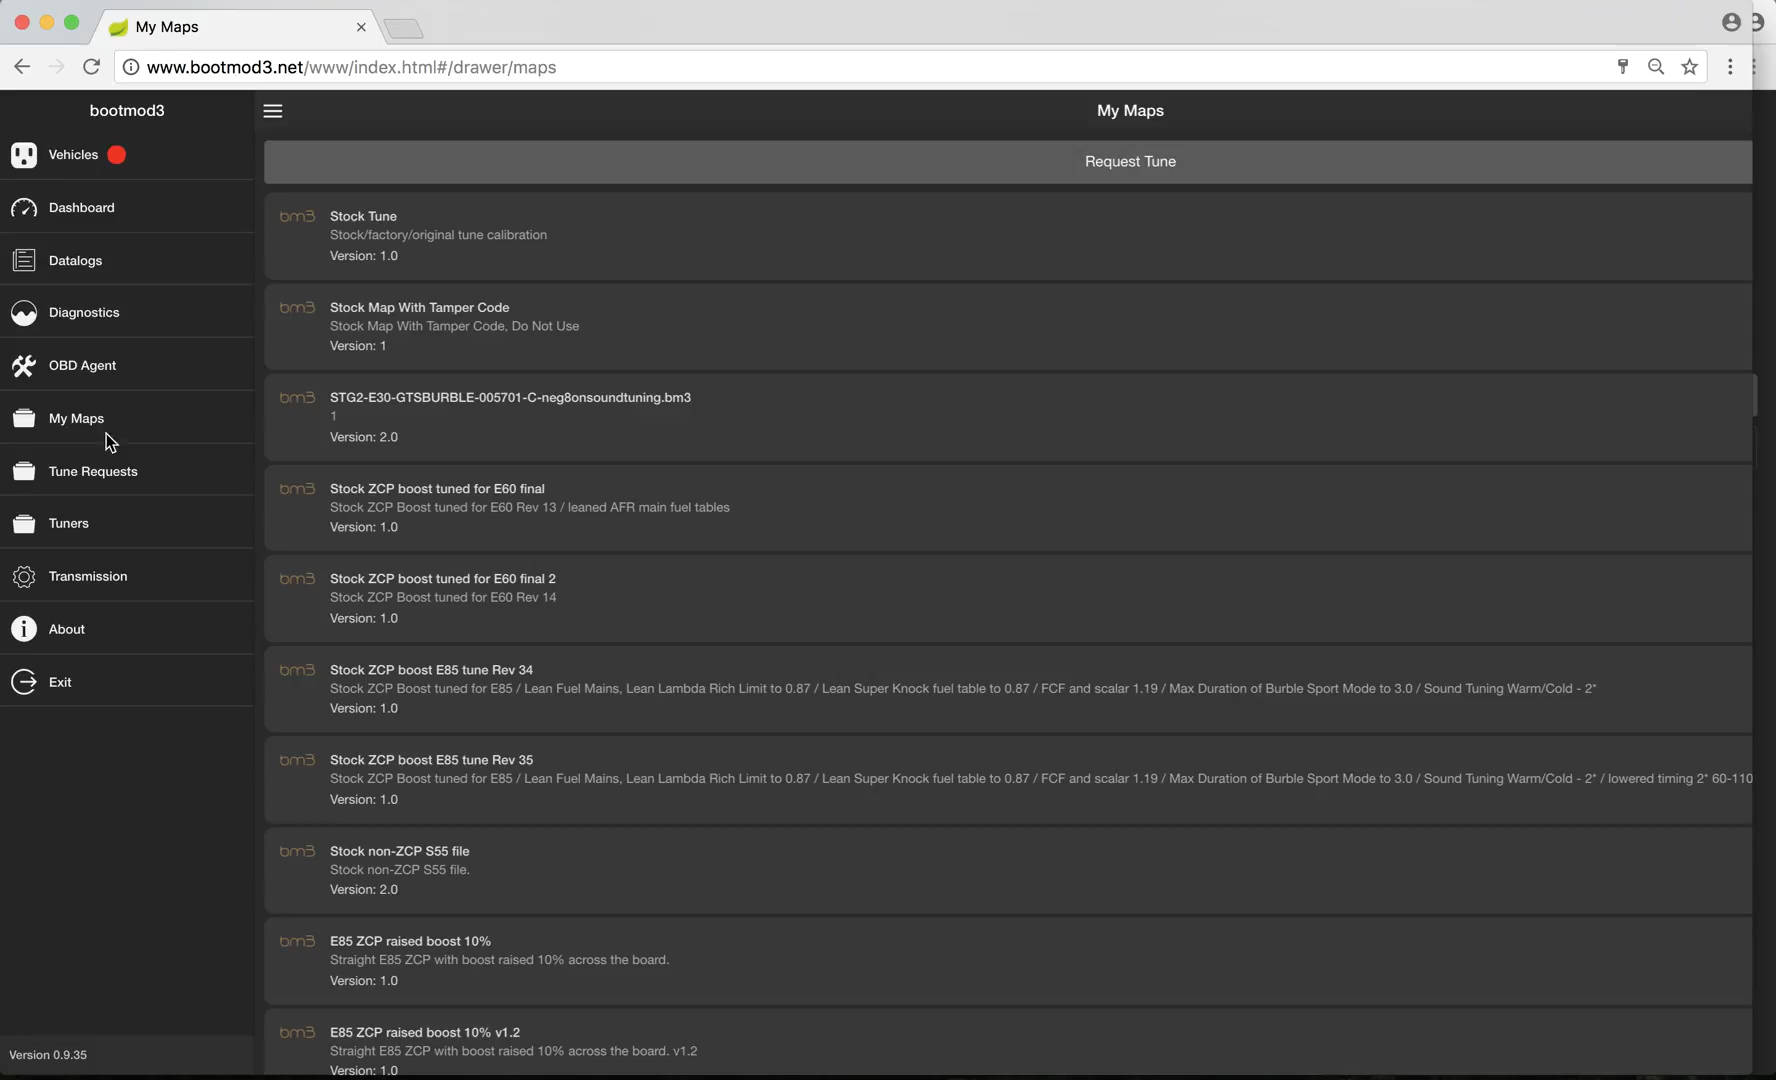 My Maps
www.bootmod3.net/www/index.html#/drawer/maps
bootmod3
Vehicles
Dashboard
Datalogs
Diagnostics
OBD Agent
My Maps
Tune Requests
Tuners
Transmission
About
Exit
Version 0.9.35
My Maps
Request Tune
bm3
Stock Tune
Stock/factory/original tune calibration
Version: 1.0
bm3
Stock Map With Tamper Code
Stock Map With Tamper Code, Do Not Use
Version: 1
bm3
STG2-E30-GTSBURBLE-005701-C-neg8onsoundtuning.bm3
1
Version: 2.0
bm3
Stock ZCP boost tuned for E60 final
Stock ZCP Boost tuned for E60 Rev 13 / leaned AFR main fuel tables
Version: 1.0
bm3
Stock ZCP boost tuned for E60 final 2
Stock ZCP Boost tuned for E60 Rev 14
Version: 1.0
bm3
Stock ZCP boost E85 tune Rev 34
Stock ZCP Boost tuned for E85 / Lean Fuel Mains, Lean Lambda Rich Limit to 0.87 / Lean Super Knock fuel table to 0.87 / FCF and scalar 1.19 / Max Duration of Burble Sport Mode to 3.0 / Sound Tuning Warm/Cold - 2*
Version: 1.0
bm3
Stock ZCP boost E85 tune Rev 35
Stock ZCP Boost tuned for E85 / Lean Fuel Mains, Lean Lambda Rich Limit to 0.87 / Lean Super Knock fuel table to 0.87 / FCF and scalar 1.19 / Max Duration of Burble Sport Mode to 3.0 / Sound Tuning Warm/Cold - 2* / lowered timing 2* 60-110
Version: 1.0
bm3
Stock non-ZCP S55 file
Stock non-ZCP S55 file.
Version: 2.0
bm3
E85 ZCP raised boost 10%
Straight E85 ZCP with boost raised 10% across the board.
Version: 1.0
bm3
E85 ZCP raised boost 10% v1.2
Straight E85 ZCP with boost raised 10% across the board. v1.2
Version: 1.0